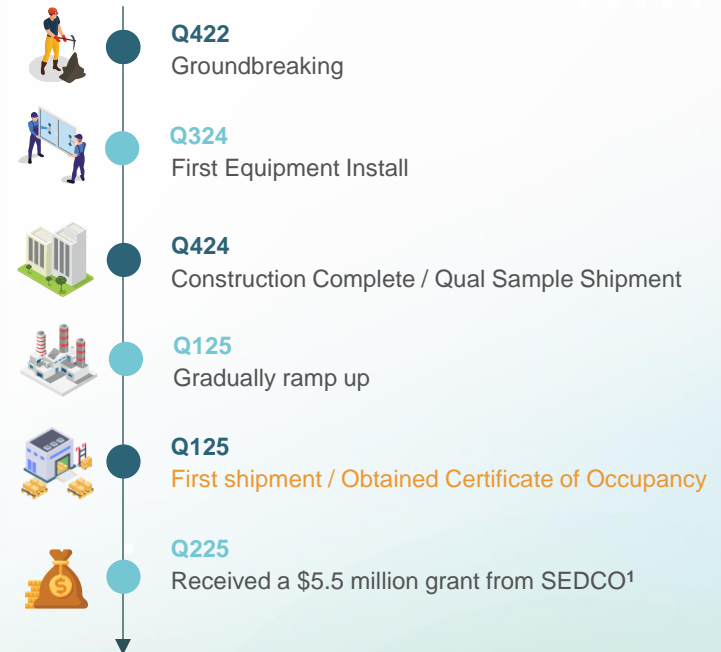 Q422
Groundbreaking
Q324
First Equipment Install
Q424
Construction Complete / Qual Sample Shipment
Q125
Gradually ramp up
Q125
First shipment / Obtained Certificate of Occupancy
Q225
Received a $5.5 million grant from SEDCO¹